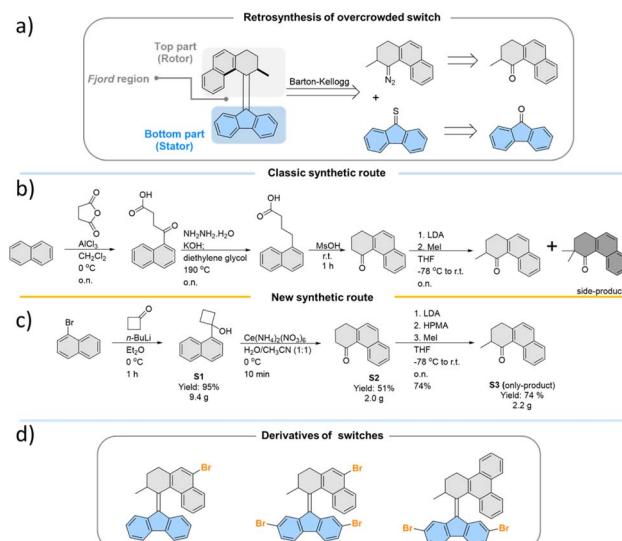 a)
Retrosynthesis of overcrowded switch
Top part
(Rotor)
Fjord region
Bottom part
(Stator)
Barton-Kellogg
N2
+
O
S
O
Classic synthetic route
b)
O
O
O
AlCl3
CH2Cl2
0 °C
o.n.
OH
O
O
NH2NH2.H2O
KOH;
diethylene glycol
190 °C
o.n.
OH
O
MsOH
r.t.
1 h
O
1. LDA
2. MeI
THF
-78 °C to r.t.
o.n.
O
+
O
side-product
New synthetic route
c)
Br
O
n-BuLi
Et2O
0 °C
1 h
OH
S1
Yield: 95%
9.4 g
Ce(NH4)2(NO3)6
H2O/CH3CN (1:1)
0 °C
10 min
O
S2
Yield: 51%
2.0 g
1. LDA
2. HPMA
3. MeI
THF
-78 °C to r.t.
o.n.
74%
O
S3 (only-product)
Yield: 74 %
2.2 g
d)
Derivatives of switches
Br
Br
Br
Br
Br
Br